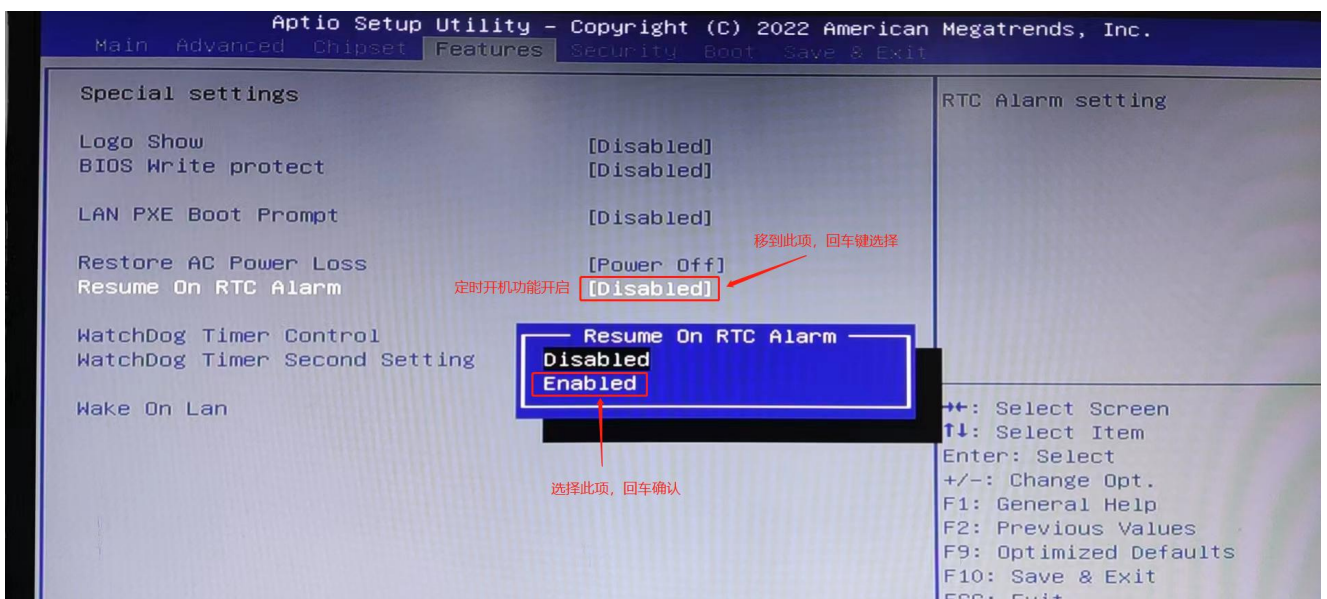 Aptio Setup Utility – Copyright (C) 2022 American Megatrends, Inc.
Main Advanced Chipset Features Security Boot Save & Exit
Special settings
RTC Alarm setting
Logo Show [Disabled]
BIOS Write protect [Disabled]
LAN PXE Boot Prompt [Disabled]
移到此项，回车键选择
Restore AC Power Loss [Power Off]
Resume On RTC Alarm 定时开机功能开启 [Disabled]
WatchDog Timer Control
WatchDog Timer Second Setting
Wake On Lan
Resume On RTC Alarm
Disabled
Enabled
选择此项，回车确认
→←: Select Screen
↑↓: Select Item
Enter: Select
+/-: Change Opt.
F1: General Help
F2: Previous Values
F9: Optimized Defaults
F10: Save & Exit
ESC: Exit